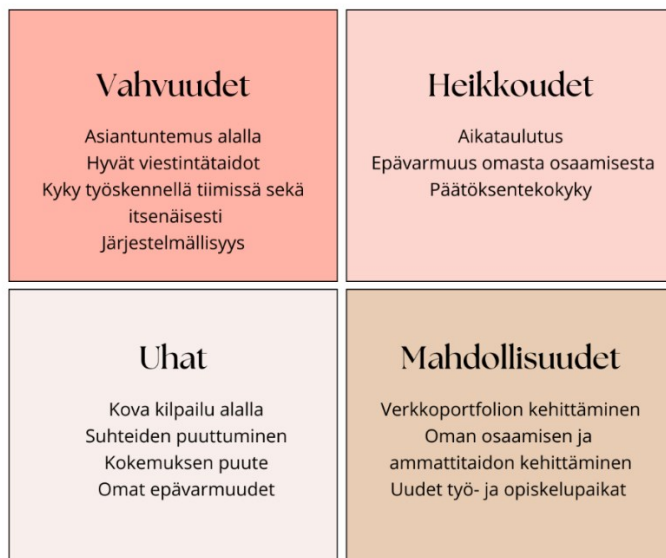 Vahvuudet
Asiantuntemus alalla
Hyvät viestintätaidot
Kyky työskennellä tiimissä sekä
itsenäisesti
Järjestelmällisyys
Heikkoudet
Aikataulutus
Epävarmuus omasta osaamisesta
Päätöksentekokyky
Uhat
Kova kilpailu alalla
Suhteiden puuttuminen
Kokemuksen puute
Omat epävarmuudet
Mahdollisuudet
Verkkoportfolion kehittäminen
Oman osaamisen ja
ammattitaidon kehittäminen
Uudet työ- ja opiskelupaikat